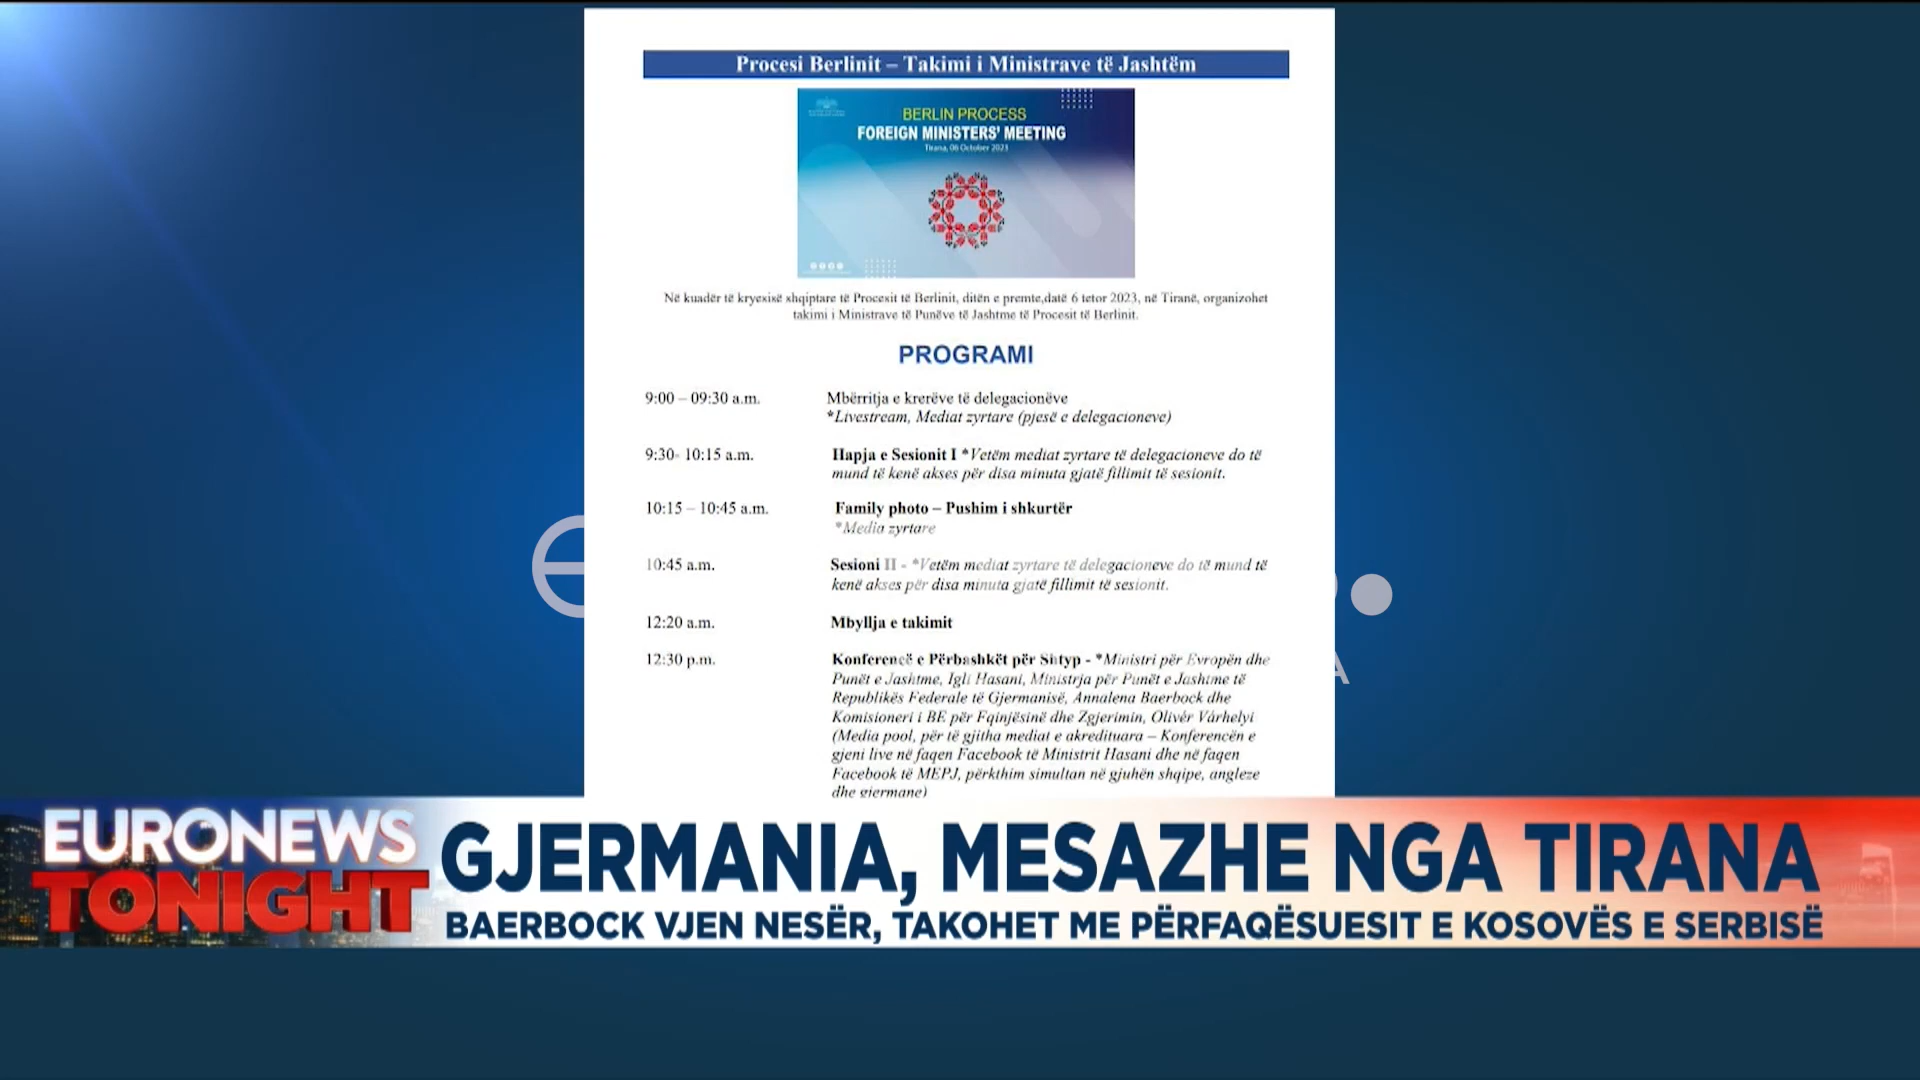 Procesi Berlinit – Takimi i Ministrave të Jashtëm
BERLIN PROCESS
FOREIGN MINISTERS' MEETING
Tirana, 06 October 2023
Në kuadër të kryesisë shqiptare të Procesit të Berlinit, ditën e premte,datë 6 tetor 2023, në Tiranë, organizohet
takimi i Ministrave të Punëve të Jashtme të Procesit të Berlinit.
PROGRAMI
9:00 – 09:30 a.m. Mbërritja e krerëve të delegacionëve
*Livestream, Mediat zyrtare (pjesë e delegacioneve)
9:30- 10:15 a.m. Hapja e Sesionit I *Vetëm mediat zyrtare të delegacioneve do të
mund të kenë akses për disa minuta gjatë fillimit të sesionit.
10:15 – 10:45 a.m. Family photo – Pushim i shkurtër
*Media zyrtare
10:45 a.m. Sesioni II - *Vetëm mediat zyrtare të delegacioneve do të mund të
kenë akses për disa minuta gjatë fillimit të sesionit.
12:20 a.m. Mbyllja e takimit
12:30 p.m. Konferencë e Përbashkët për Shtyp - *Ministri për Evropën dhe
Punët e Jashtme, Igli Hasani, Ministrja për Punët e Jashtme të
Republikës Federale të Gjermanisë, Annalena Baerbock dhe
Komisioneri i BE për Fqinjësinë dhe Zgjerimin, Olivér Várhelyi
(Media pool, për të gjitha mediat e akredituara – Konferencën e
gjeni live në faqen Facebook të Ministrit Hasani dhe në faqen
Facebook të MEPJ, përkthim simultan në gjuhën shqipe, angleze
dhe gjermane)
EURONEWS
TONIGHT
GJERMANIA, MESAZHE NGA TIRANA
BAERBOCK VJEN NESËR, TAKOHET ME PËRFAQËSUESIT E KOSOVËS E SERBISË